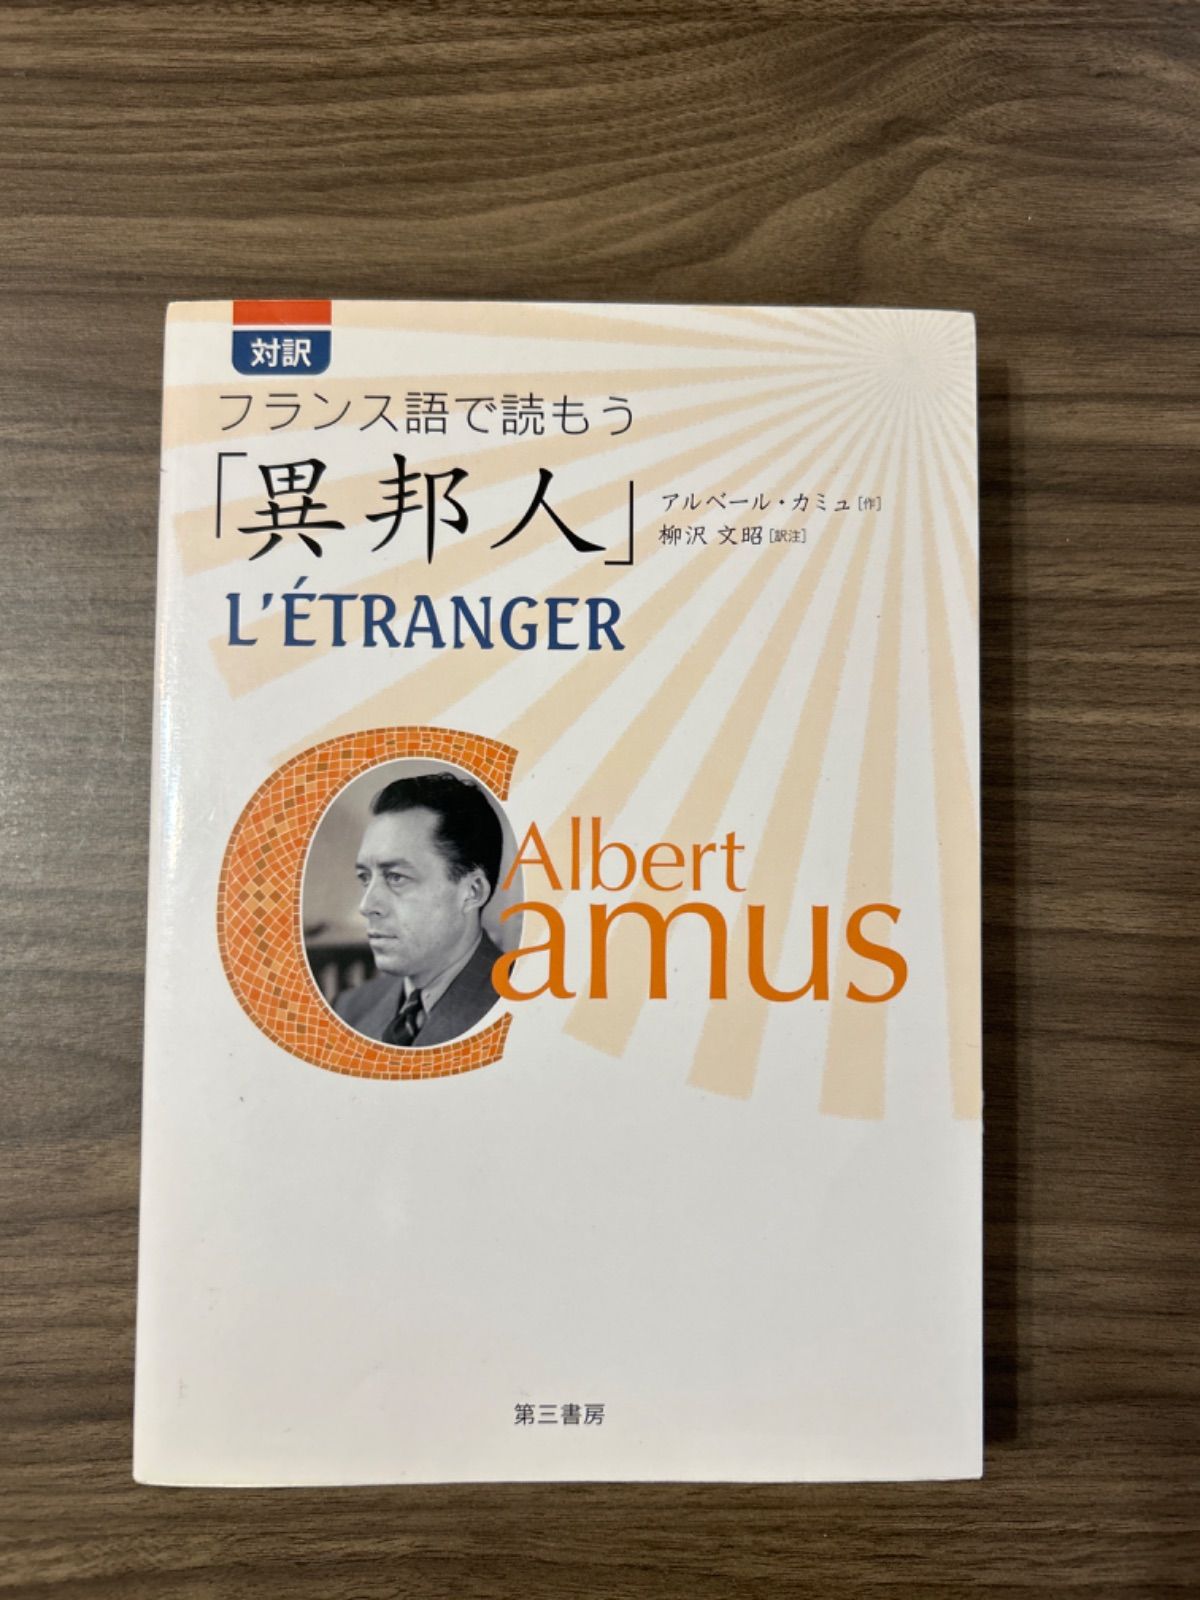 対訳
フランス語で読もう
「異邦人」
アルベール・カミュ[作]
柳沢 文昭[訳注]
L'ÉTRANGER
Albert
Camus
第三書房